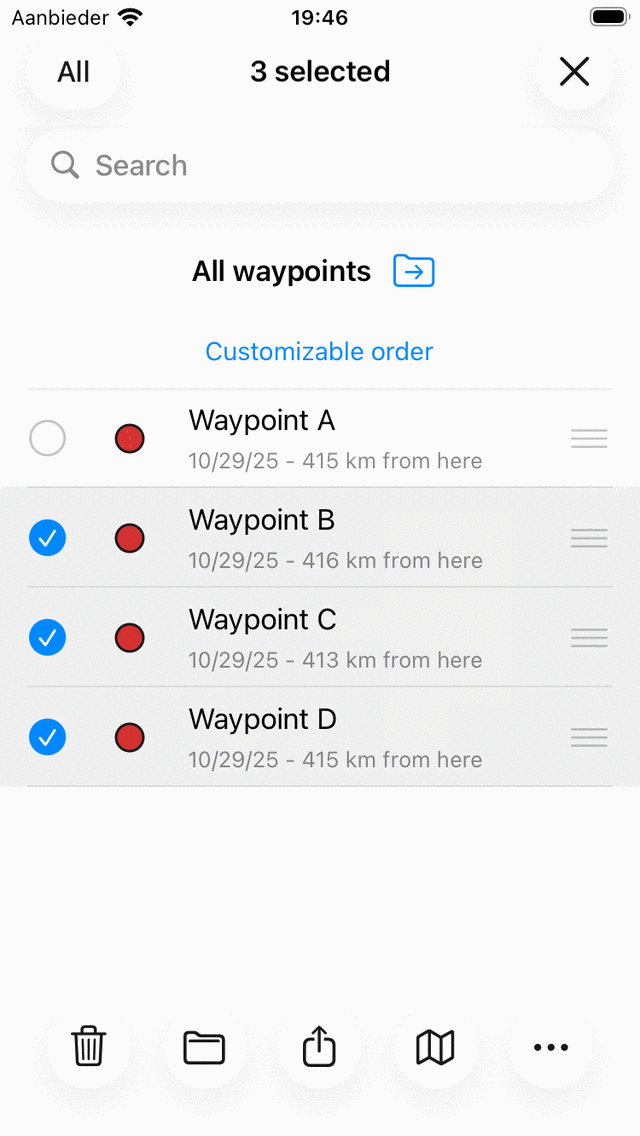 Aanbieder 19:46
All 3 selected
Search
All waypoints
Customizable order
Waypoint A
10/29/25 - 415 km from here
Waypoint B
10/29/25 - 416 km from here
Waypoint C
10/29/25 - 413 km from here
Waypoint D
10/29/25 - 415 km from here